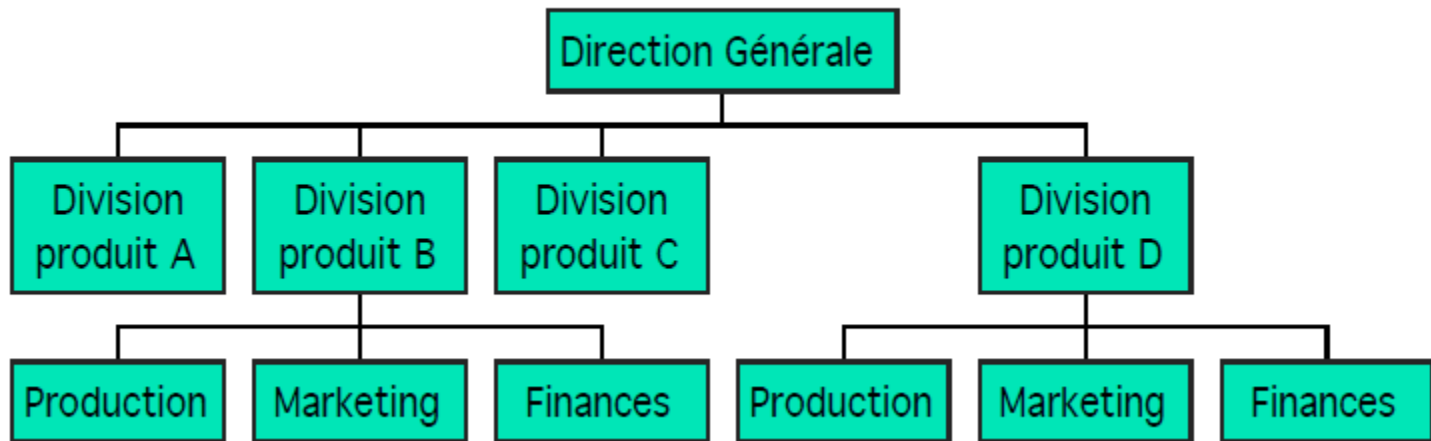 Direction Générale
Division
produit A
Division
produit B
Division
produit C
Division
produit D
Production
Marketing
Finances
Production
Marketing
Finances